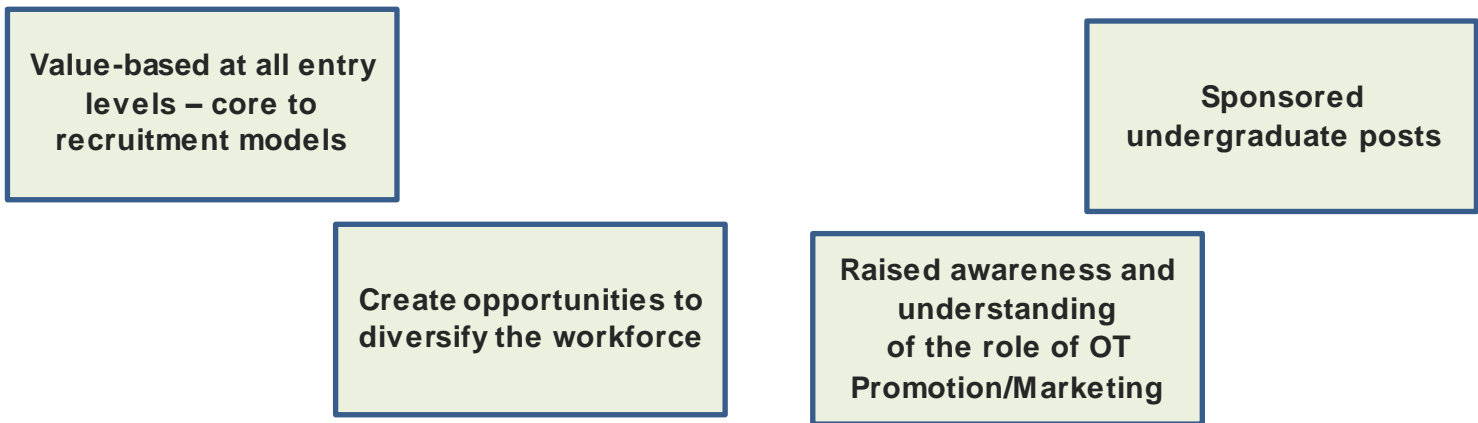 Value-based at all entry
levels – core to
recruitment models
Sponsored
undergraduate posts
Create opportunities to
diversify the workforce
Raised awareness and
understanding
of the role of OT
Promotion/Marketing